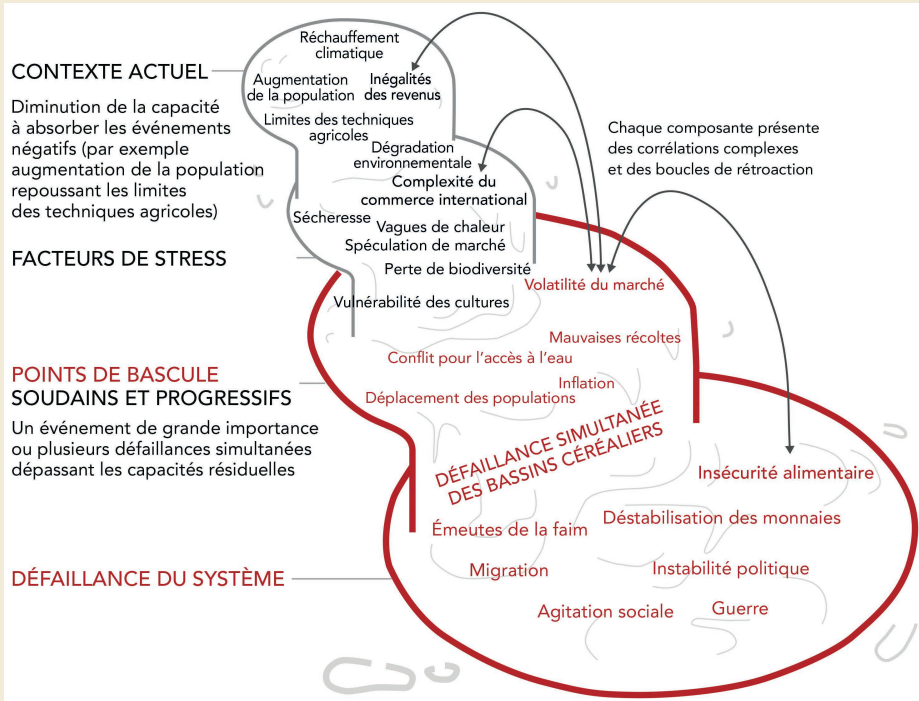 CONTEXTE ACTUEL
Diminution de la capacité
à absorber les événements
négatifs (par exemple
augmentation de la population
repoussant les limites
des techniques agricoles)
FACTEURS DE STRESS
POINTS DE BASCULE
SOUDAINS ET PROGRESSIFS
Un événement de grande importance
ou plusieurs défaillances simultanées
dépassant les capacités résiduelles
DÉFAILLANCE DU SYSTÈME
Réchauffement
climatique
Augmentation
de la population
Inégalités
des revenus
Limites des techniques
agricoles
Dégradation
environnementale
Complexité du
commerce international
Sécheresse
Vagues de chaleur
Spéculation de marché
Perte de biodiversité
Vulnérabilité des cultures
Chaque composante présente
des corrélations complexes
et des boucles de rétroaction
Volatilité du marché
Mauvaises récoltes
Conflit pour l'accès à l'eau
Inflation
Déplacement des populations
DÉFAILLANCE SIMULTANÉE
DES BASSINS CÉRÉALIERS
Insécurité alimentaire
Émeutes de la faim
Déstabilisation des monnaies
Migration
Instabilité politique
Agitation sociale
Guerre